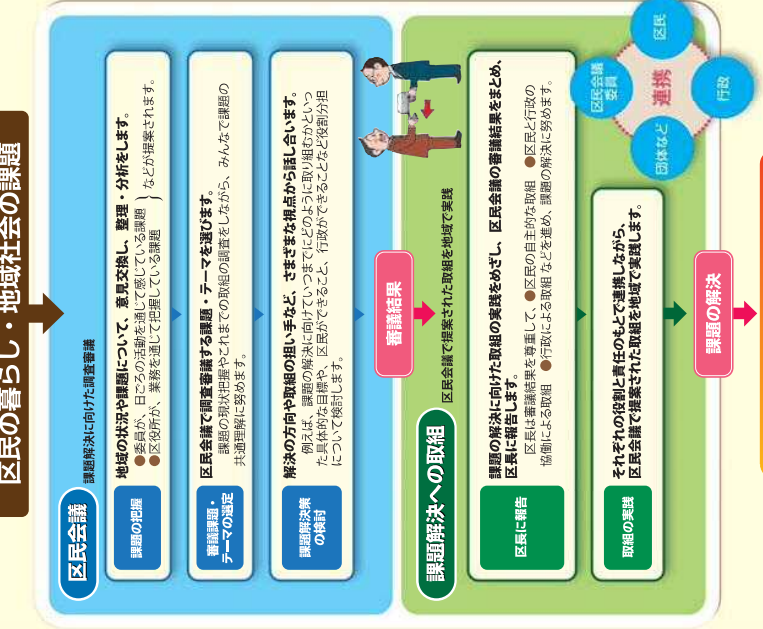 区民の暮らし・地域社会の課題
区民会議
課題解決に向けた調査審議
課題の把握
地域の状況や課題について、意見交換し、整理・分析をします。
●委員が、日ごろの活動を通じて感じている課題
●区役所が、業務を通して把握している課題
などが提案されます。
審議課題・
テーマの選定
区民会議で調査審議する課題・テーマを選びます。
課題の現状把握やこれまでの取組の調査をしながら、みんなで課題の
共通理解に努めます。
課題解決策
の検討
解決の方向や取組の担い手など、さまざまな視点から話し合います。
例えば、課題の解決に向けていつまでにどのように取り組むかといっ
た具体的な目標や、区民ができること、行政ができることなど役割分担
について検討します。
審議結果
課題解決への取組
区民会議で提案された取組を地域で実践
区長に報告
課題の解決に向けた取組の実践をめざし、区民会議の審議結果をまとめ、
区長に報告します。
区長は審議結果を尊重して、●区民の自主的な取組 ●区民と行政の
協働による取組 ●行政による取組 などを進め、課題の解決に努めます。
取組の実践
それぞれの役割と責任のもとで連携しながら、
区民会議で提案された取組を地域で実践します。
連携
区民会議
委員
区民
団体など
行政
課題の解決